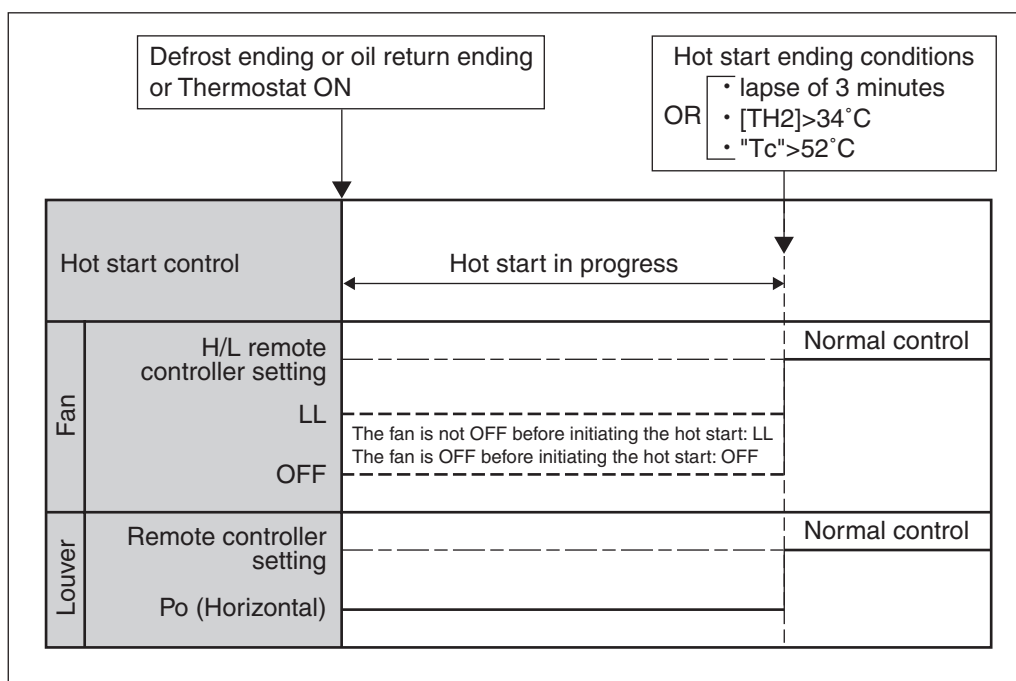 Defrost ending or oil return ending
or Thermostat ON
Hot start ending conditions
OR
・ lapse of 3 minutes
・ [TH2]>34˚C
・ "Tc">52˚C
Hot start control
Hot start in progress
Fan
H/L remote
controller setting
Normal control
LL
The fan is not OFF before initiating the hot start: LL
The fan is OFF before initiating the hot start: OFF
OFF
Louver
Remote controller
setting
Normal control
Po (Horizontal)